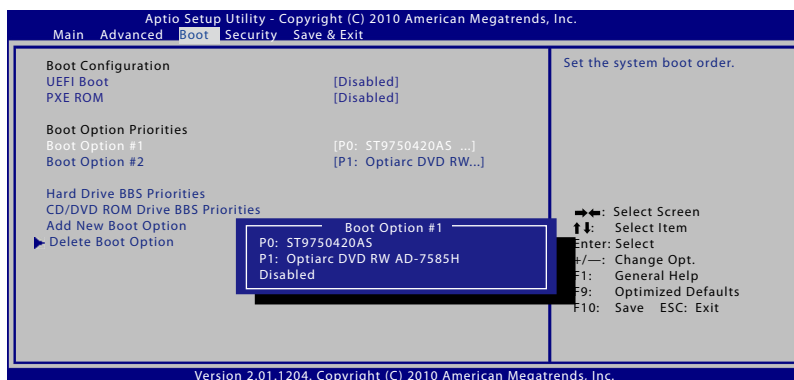 Aptio Setup Utility - Copyright (C) 2010 American Megatrends, Inc.
Main Advanced Boot Security Save & Exit
Boot Configuration
UEFI Boot [Disabled]
PXE ROM [Disabled]
Boot Option Priorities
Boot Option #1 [P0: ST9750420AS ...]
Boot Option #2 [P1: Optiarc DVD RW...]
Hard Drive BBS Priorities
CD/DVD ROM Drive BBS Priorities
Add New Boot Option
Delete Boot Option
Boot Option #1
P0: ST9750420AS
P1: Optiarc DVD RW AD-7585H
Disabled
Set the system boot order.
→←: Select Screen
↑↓: Select Item
Enter: Select
+/—: Change Opt.
F1: General Help
F9: Optimized Defaults
F10: Save ESC: Exit
Version 2.01.1204. Copyright (C) 2010 American Megatrends, Inc.